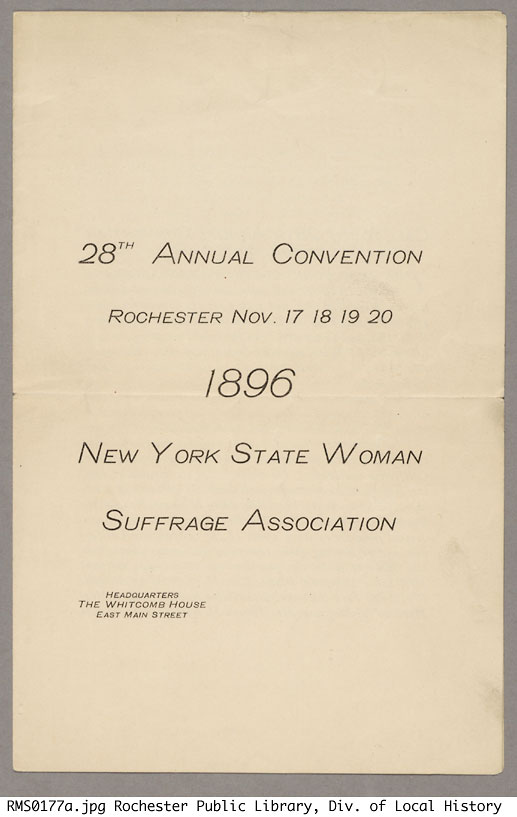 28TH ANNUAL CONVENTION
ROCHESTER NOV. 17 18 19 20
1896
NEW YORK STATE WOMAN
SUFFRAGE ASSOCIATION
HEADQUARTERS
THE WHITCOMB HOUSE
EAST MAIN STREET
RMS0177a.jpg Rochester Public Library, Div. of Local History